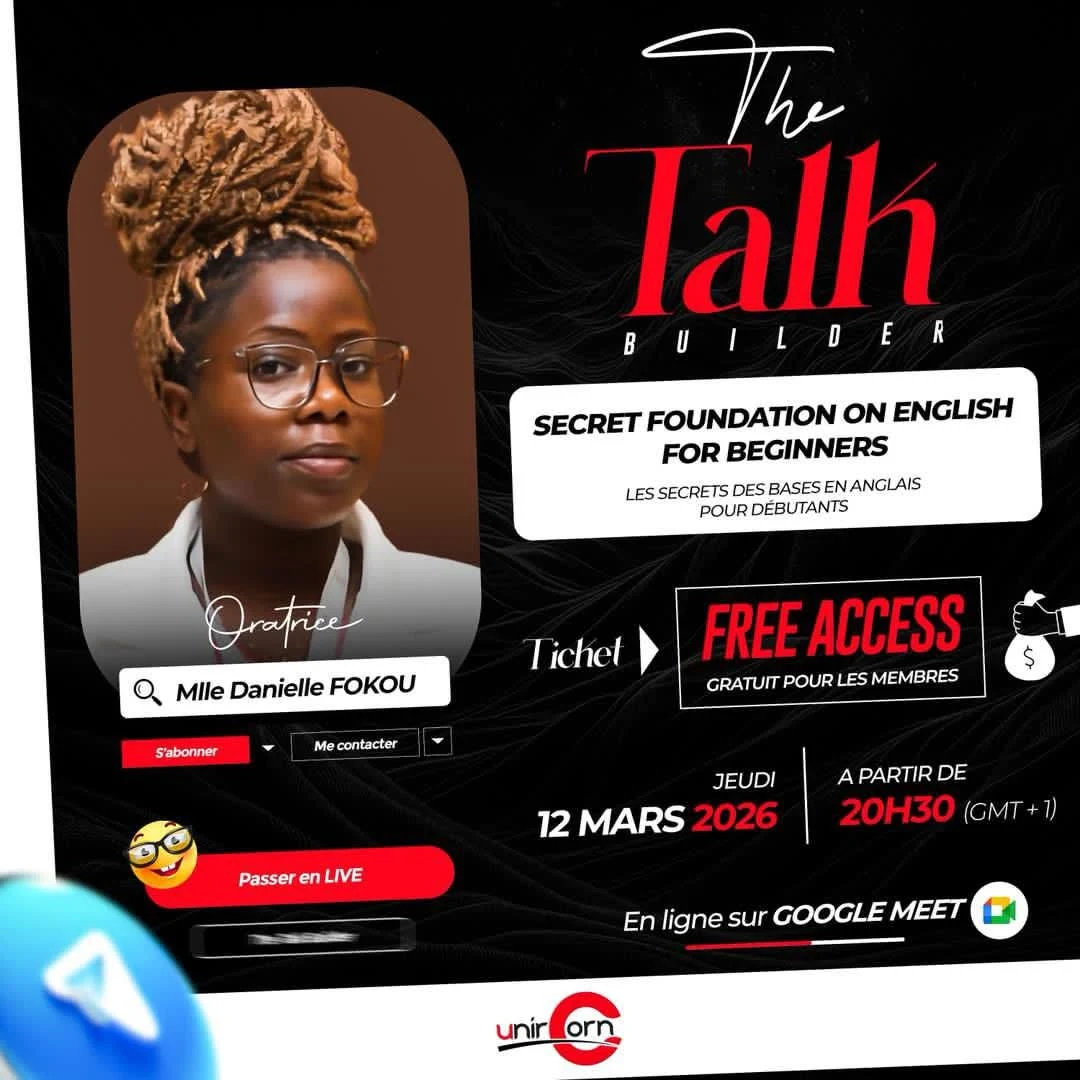 The
Talk
BUILDER
SECRET FOUNDATION ON ENGLISH
FOR BEGINNERS
LES SECRETS DES BASES EN ANGLAIS
POUR DÉBUTANTS
Oratrice
Mlle Danielle FOKOU
S'abonner
Me contacter
Passer en LIVE
Ticket
FREE ACCESS
GRATUIT POUR LES MEMBRES
$
JEUDI
12 MARS 2026
A PARTIR DE
20H30 (GMT + 1)
En ligne sur GOOGLE MEET
unirCorn